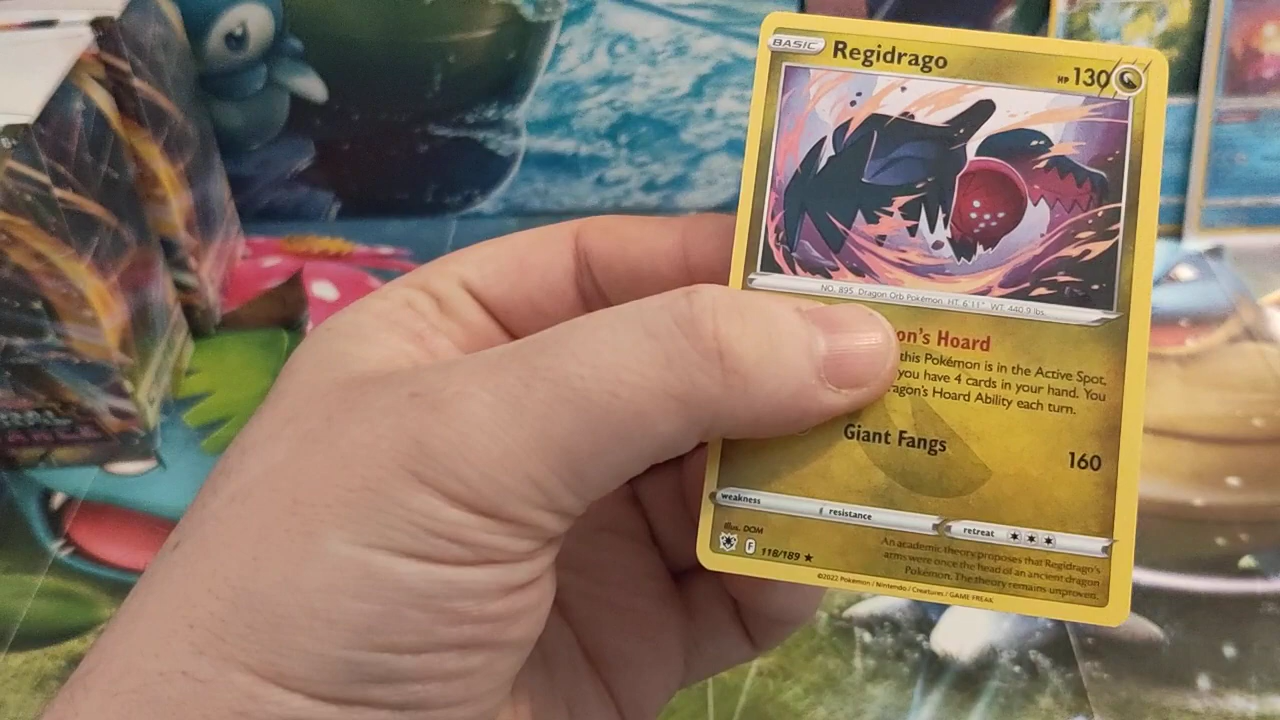 BASIC Regidrago HP 130
NO. 895 Dragon Orb Pokémon HT: 6'11" WT: 440.9 lbs.
on's Hoard
this Pokémon is in the Active Spot,
you have 4 cards in your hand. You
agon's Hoard Ability each turn.
Giant Fangs 160
weakness resistance retreat
Illus. DOM
F 118/189 ★
An academic theory proposes that Regidrago's
arms were once the head of an ancient dragon
Pokémon. The theory remains unproven.
©2022 Pokémon / Nintendo / Creatures / GAME FREAK